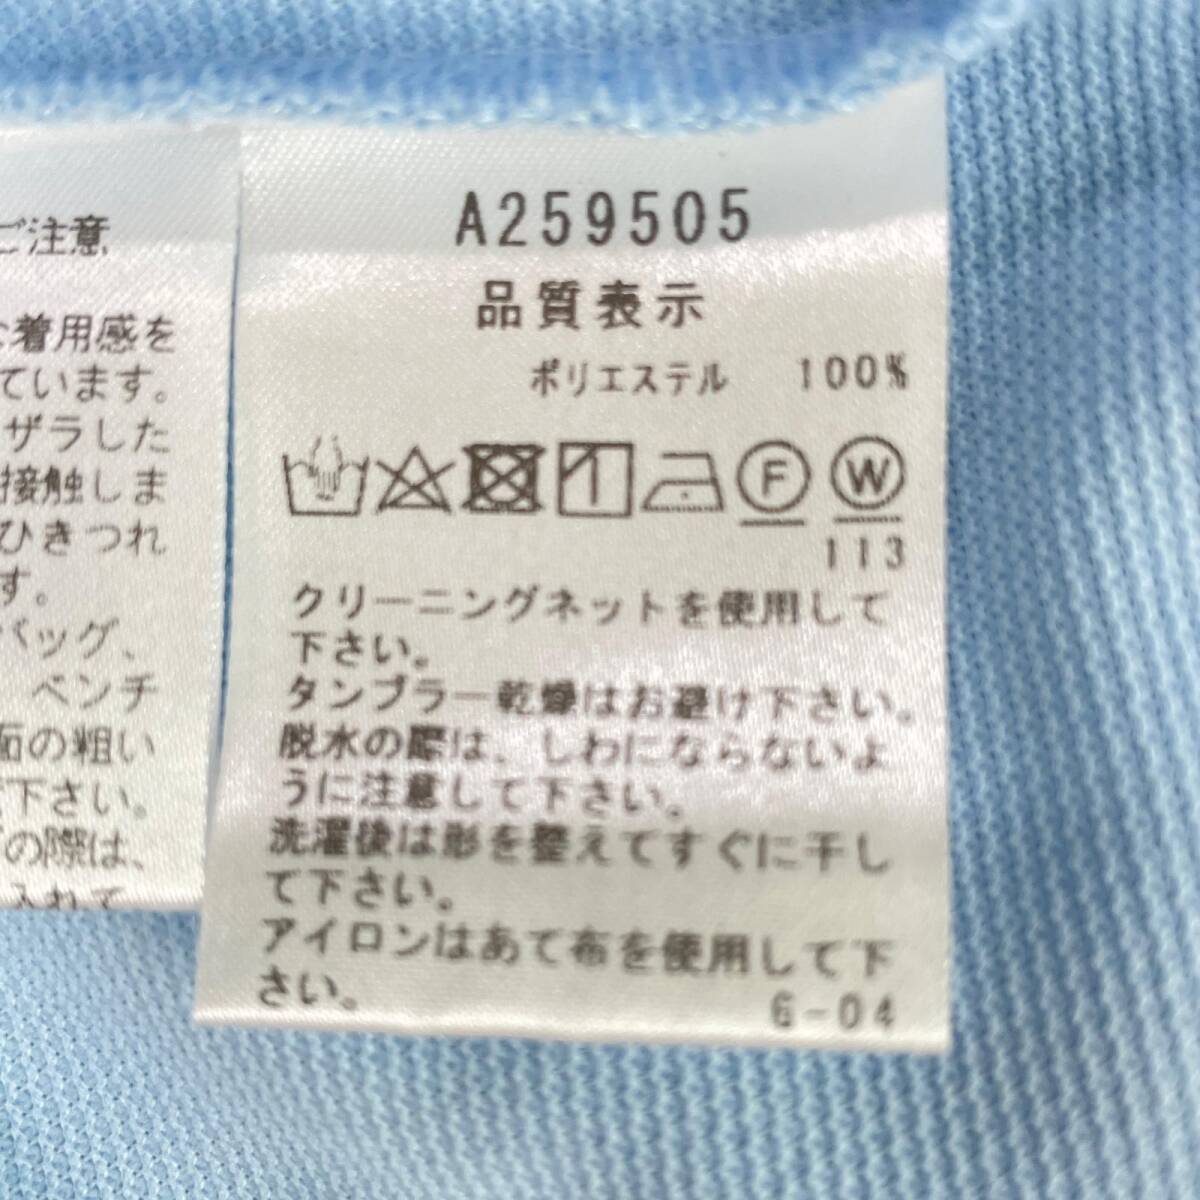 ご注意
着用感を
ています。
ザラした
接触しま
ひきつれ
す。
バッグ、
ベンチ
面の粗い
下さい。
の際は、
入れて
A259505
品質表示
ポリエステル 100%
F W
113
クリーニングネットを使用して
下さい。
タンブラー乾燥はお避け下さい。
脱水の際は、しわにならないよ
うに注意して下さい。
洗濯後は形を整えてすぐに干し
て下さい。
アイロンはあて布を使用して下
さい。
G-04